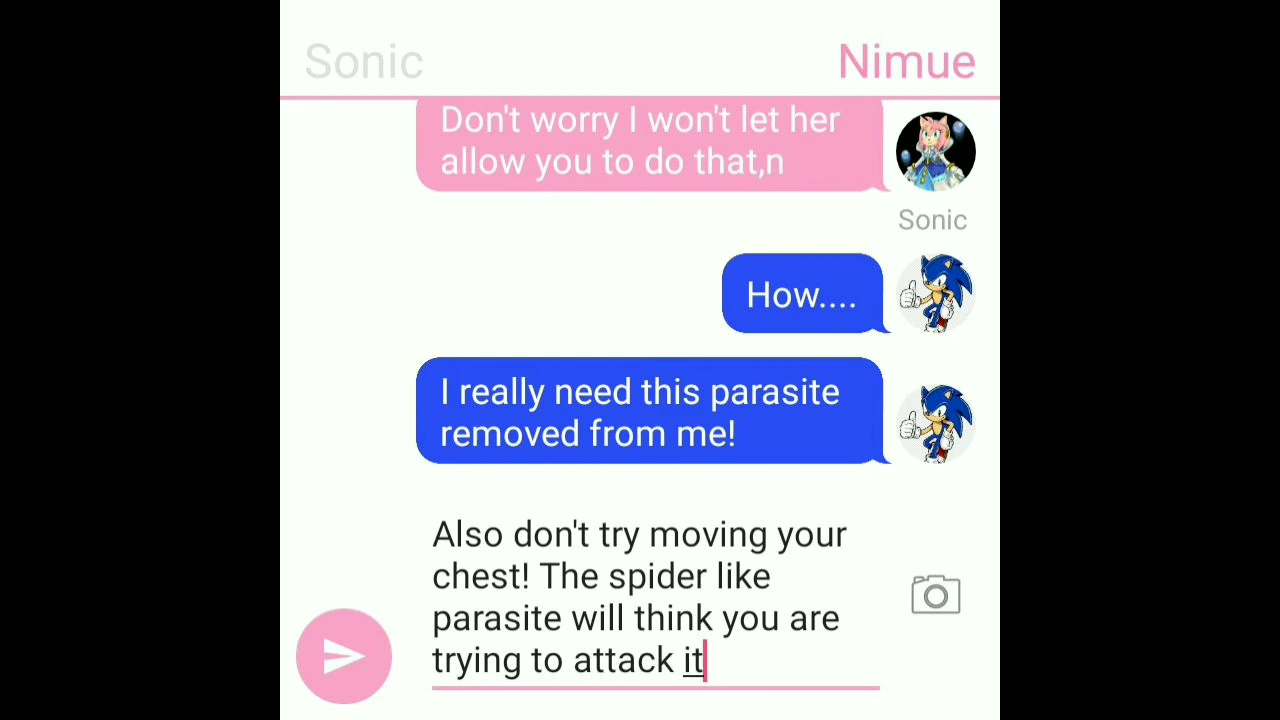 Sonic
Nimue
Don't worry I won't let her
allow you to do that,n
Sonic
How....
I really need this parasite
removed from me!
Also don't try moving your
chest! The spider like
parasite will think you are
trying to attack it